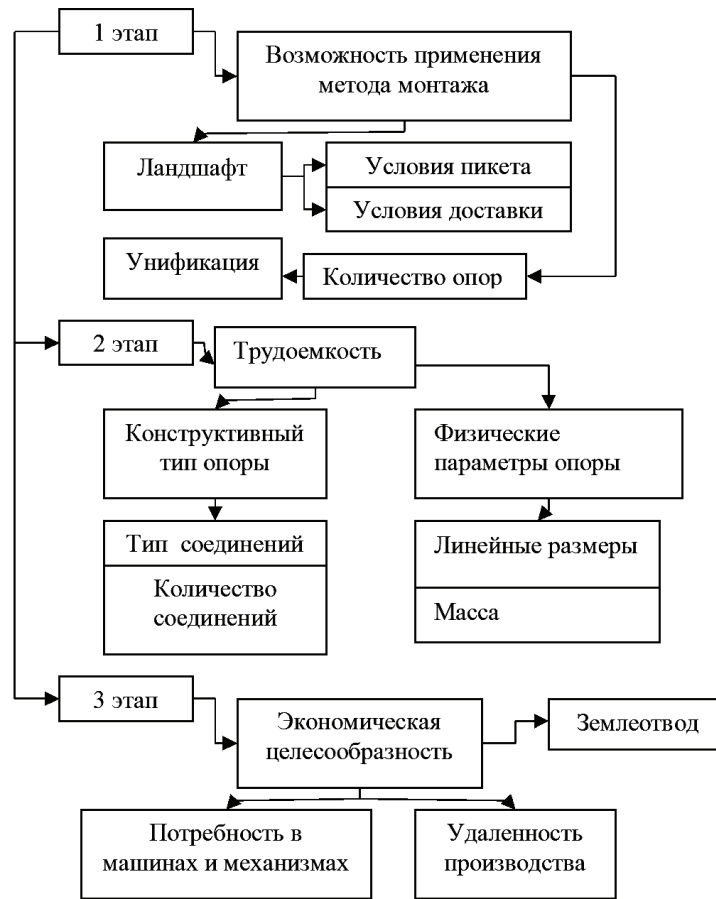 1 этап
Возможность применения
метода монтажа
Ландшафт
Условия пикета
Условия доставки
Унификация
Количество опор
2 этап
Трудоемкость
Конструктивный
тип опоры
Физические
параметры опоры
Тип соединений
Количество
соединений
Линейные размеры
Масса
3 этап
Экономическая
целесообразность
Землеотвод
Потребность в
машинах и механизмах
Удаленность
производства